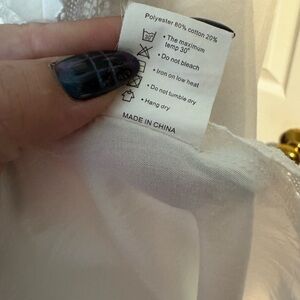 Polyester 80% cotton 20%
• The maximum
temp 30°
• Do not bleach
• Iron on low heat
• Do not tumble dry
• Hang dry
MADE IN CHINA